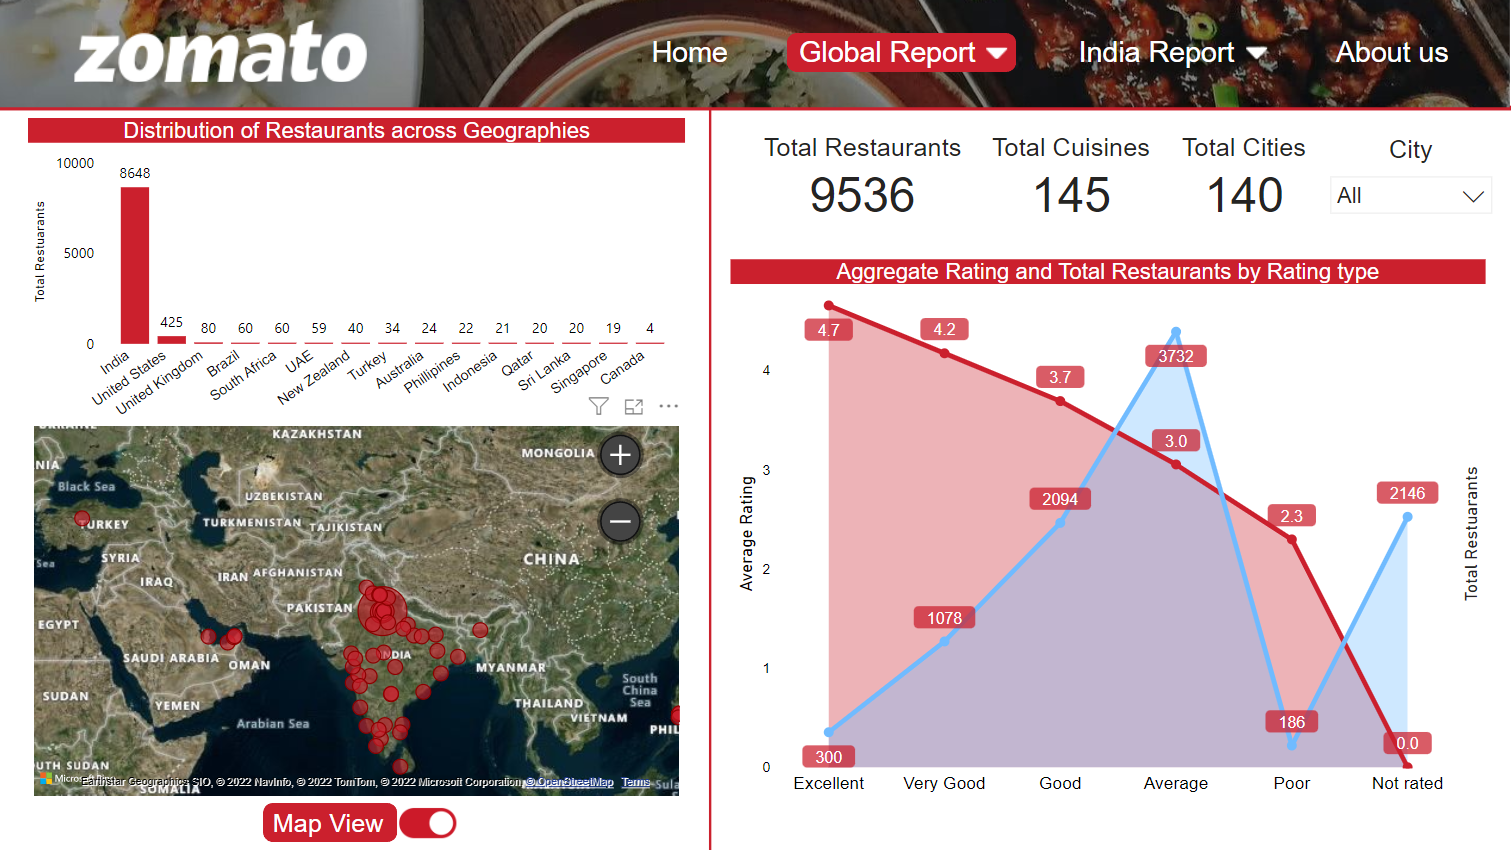 zomato
Home
Global Report
India Report
About us
Distribution of Restaurants across Geographies
Total Restuarants
10000
5000
0
8648
425
80
60
60
59
40
34
24
22
21
20
20
19
4
India
United States
United Kingdom
Brazil
South Africa
UAE
New Zealand
Turkey
Australia
Phillipines
Indonesia
Qatar
Sri Lanka
Singapore
Canada
KAZAKHSTAN
MONGOLIA
NIA
Black Sea
UZBEKISTAN
TURKEY
TURKMENISTAN
TAJIKISTAN
SYRIA
CHINA
Sea
IRAQ
IRAN
AFGHANISTAN
PAKISTAN
EGYPT
SAUDI ARABIA
OMAN
INDIA
MYANMAR
SUDAN
YEMEN
Arabian Sea
THAILAND
VIETNAM
South
China
Sea
PHIL
UTH SUDAN
SOMALIA
Earthstar Geographics SIO, © 2022 NavInfo, © 2022 TomTom, © 2022 Microsoft Corporation, © OpenStreetMap Terms
Map View
Total Restaurants
9536
Total Cuisines
145
Total Cities
140
City
All
Aggregate Rating and Total Restaurants by Rating type
Average Rating
4
3
2
1
0
4.7
4.2
3.7
3.0
2.3
0.0
300
1078
2094
3732
186
2146
Excellent
Very Good
Good
Average
Poor
Not rated
Total Restuarants